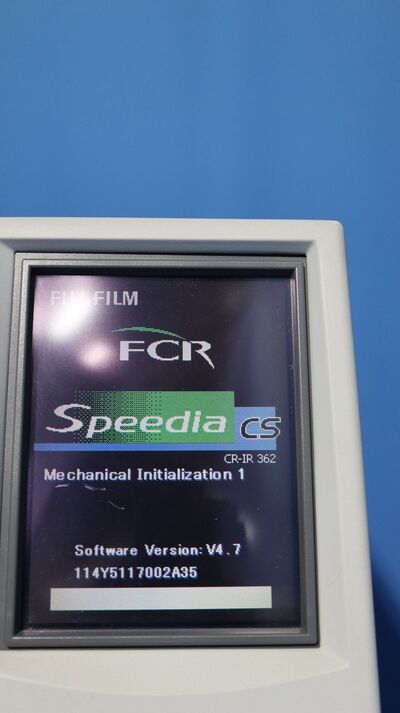 FUJIFILM
FCR
Speedia CS
CR-IR 362
Mechanical Initialization 1
Software Version: V4.7
114Y5117002A35